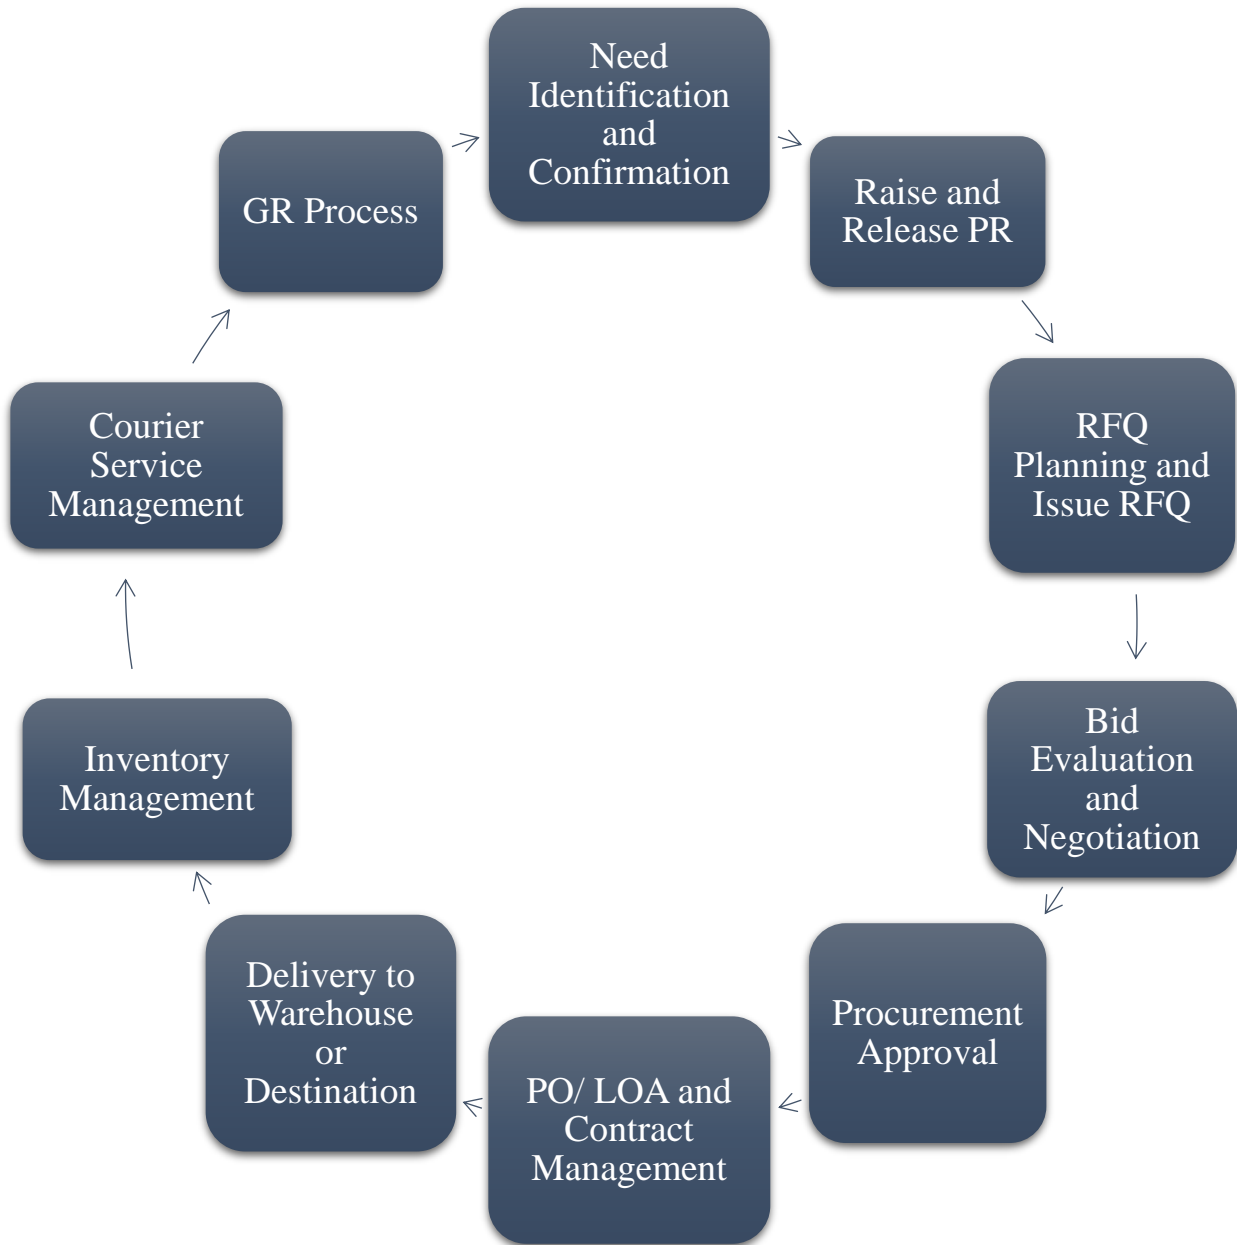 Need
Identification
and
Confirmation
Raise and
Release PR
RFQ
Planning and
Issue RFQ
Bid
Evaluation
and
Negotiation
Procurement
Approval
PO/ LOA and
Contract
Management
Delivery to
Warehouse
or
Destination
Inventory
Management
Courier
Service
Management
GR Process